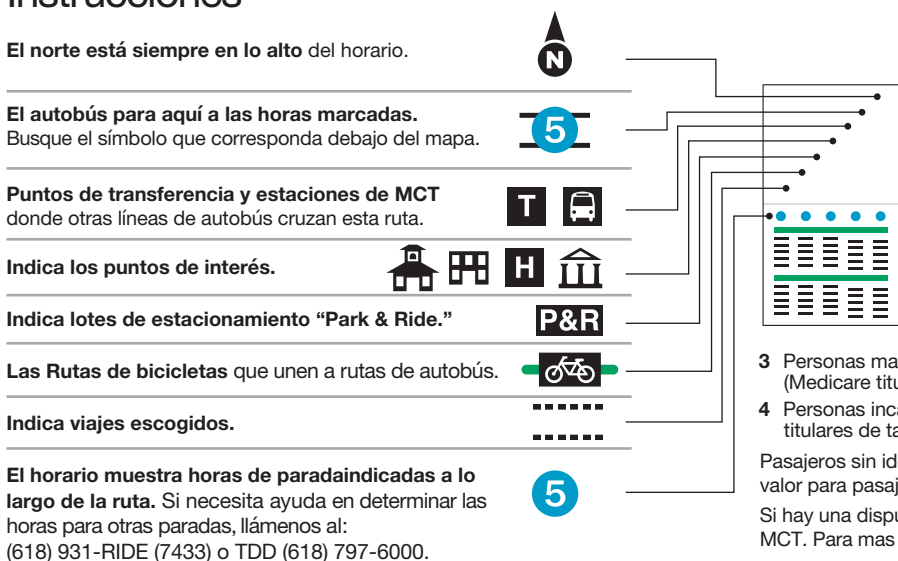 Instrucciones
El norte está siempre en lo alto del horario.
N
El autobús para aquí a las horas marcadas.
Busque el símbolo que corresponda debajo del mapa.
5
Puntos de transferencia y estaciones de MCT
donde otras líneas de autobús cruzan esta ruta.
T
Indica los puntos de interés.
H
Indica lotes de estacionamiento “Park & Ride.”
P&R
Las Rutas de bicicletas que unen a rutas de autobús.
Indica viajes escogidos.
El horario muestra horas de paradaindicadas a lo
largo de la ruta. Si necesita ayuda en determinar las
horas para otras paradas, llámenos al:
(618) 931-RIDE (7433) o TDD (618) 797-6000.
5
3 Personas ma
(Medicare titu
4 Personas inca
titulares de ta
Pasajeros sin id
valor para pasaj
Si hay una dispu
MCT. Para mas